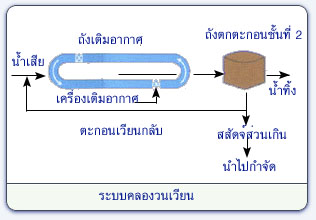 ถังเติมอากาศ
ถังตกตะกอนชั้นที่ 2
น้ำเสีย
น้ำทิ้ง
เครื่องเติมอากาศ
ตะกอนเวียนกลับ
สลัดจ์ส่วนเกิน
นำไปกำจัด
ระบบคลองวนเวียน